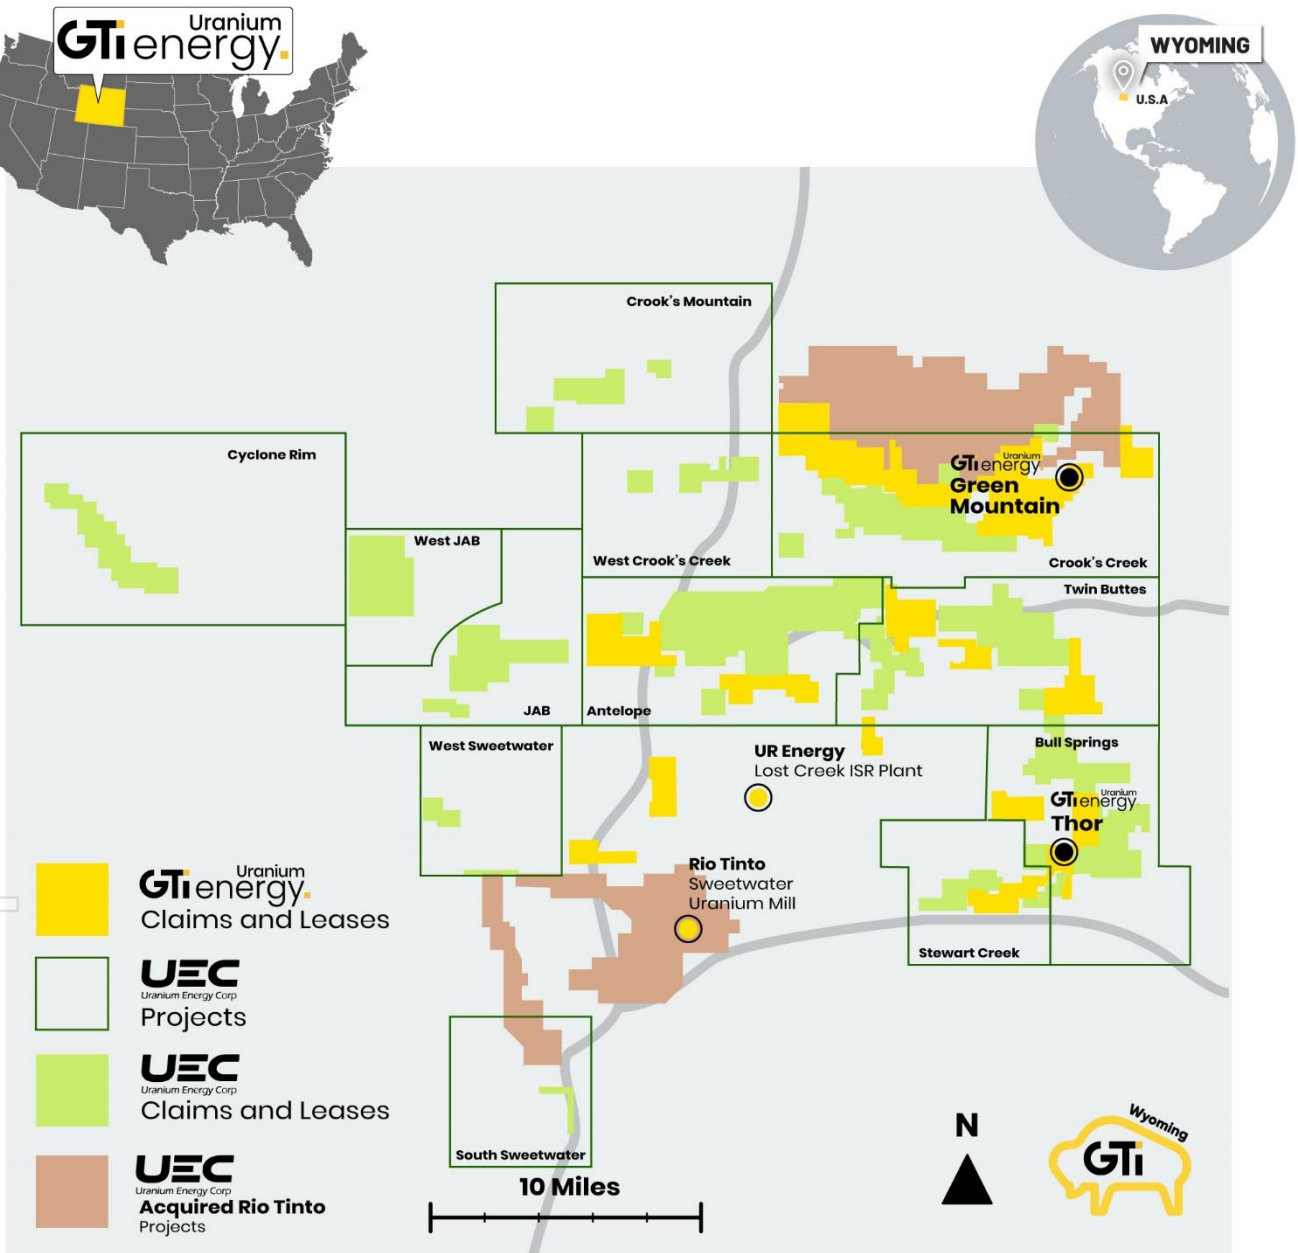 Uranium
GTi energy.
WYOMING
U.S.A
Crook's Mountain
Cyclone Rim
GTi energy Uranium
Green
Mountain
West JAB
West Crook's Creek
Crook's Creek
Twin Buttes
JAB
Antelope
West Sweetwater
UR Energy
Lost Creek ISR Plant
Bull Springs
GTi energy Uranium
Thor
Rio Tinto
Sweetwater
Uranium Mill
Stewart Creek
South Sweetwater
Uranium
GTi energy.
Claims and Leases
UEC
Uranium Energy Corp
Projects
UEC
Uranium Energy Corp
Claims and Leases
UEC
Uranium Energy Corp
Acquired Rio Tinto
Projects
10 Miles
N
Wyoming
GTi